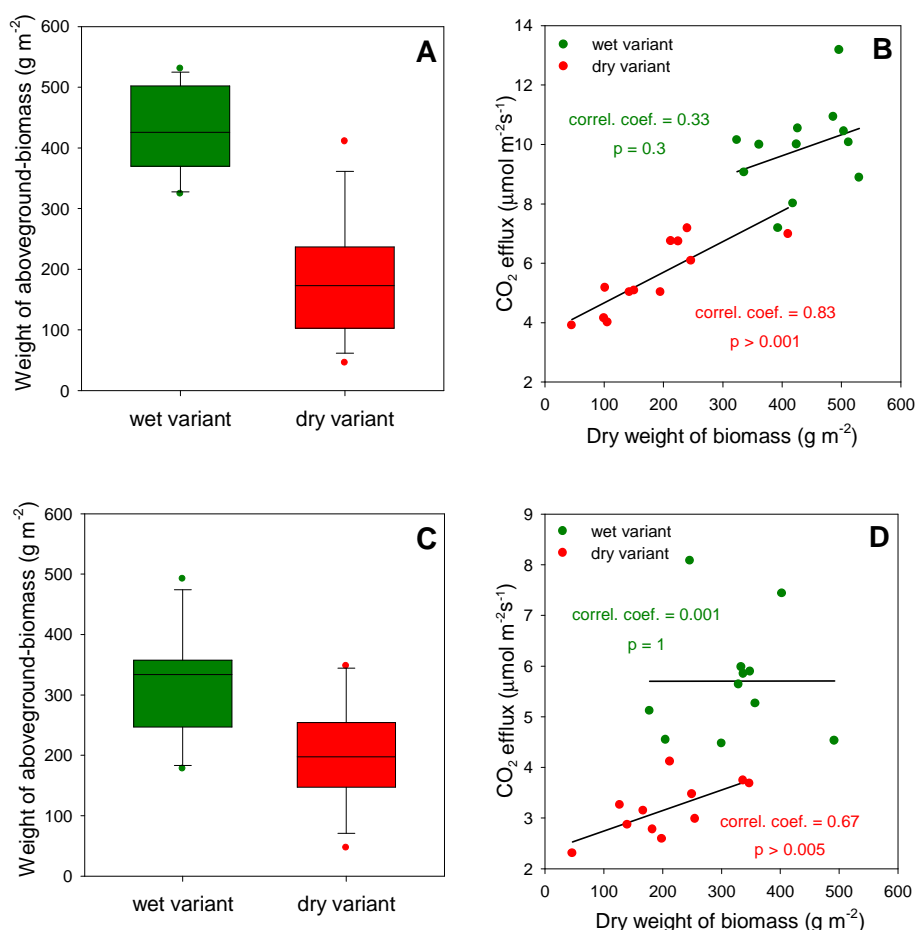 A
Weight of aboveground-biomass (g m⁻²)
600
500
400
300
200
100
0
wet variant
dry variant
B
wet variant
dry variant
CO₂ efflux (μmol m⁻²s⁻¹)
14
12
10
8
6
4
2
correl. coef. = 0.33
p = 0.3
correl. coef. = 0.83
p > 0.001
0 100 200 300 400 500 600
Dry weight of biomass (g m⁻²)
C
Weight of aboveground-biomass (g m⁻²)
600
500
400
300
200
100
0
wet variant
dry variant
D
wet variant
dry variant
CO₂ efflux (μmol m⁻²s⁻¹)
9
8
7
6
5
4
3
2
correl. coef. = 0.001
p = 1
correl. coef. = 0.67
p > 0.005
0 100 200 300 400 500 600
Dry weight of biomass (g m⁻²)